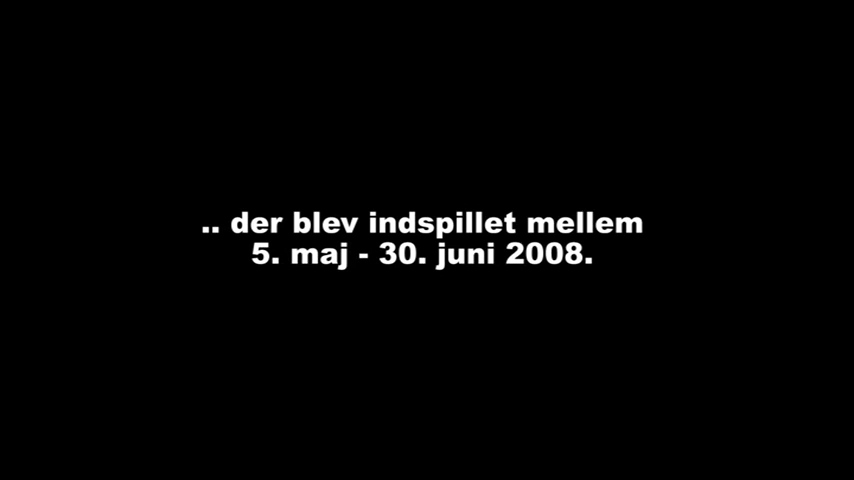 .. der blev indspillet mellem
5. maj - 30. juni 2008.